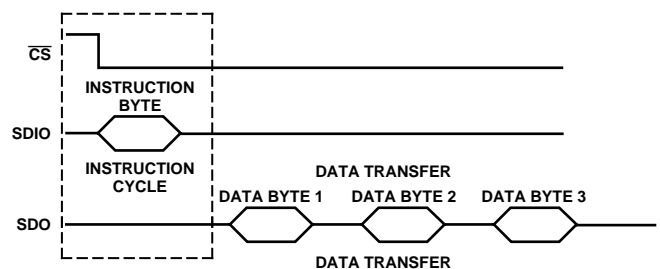 CS
INSTRUCTION
BYTE
SDIO
INSTRUCTION
CYCLE
DATA TRANSFER
DATA BYTE 1 DATA BYTE 2 DATA BYTE 3
SDO
DATA TRANSFER